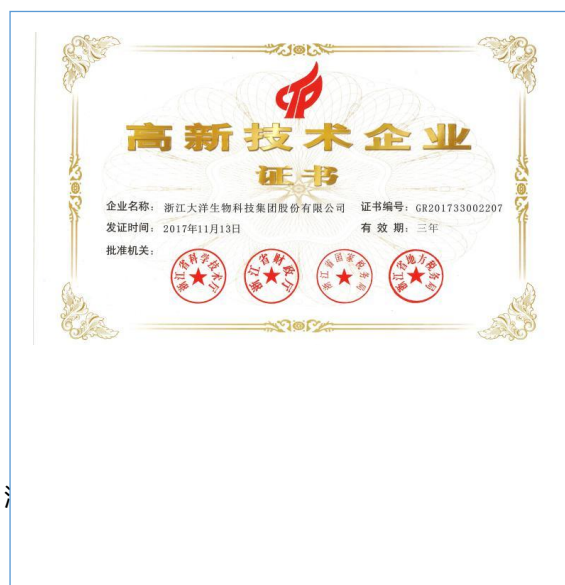 高新技术企业
证书
企业名称：浙江大洋生物科技集团股份有限公司 证书编号：GR201733002207
发证时间：2017年11月13日 有 效 期：三年
批准机关：
浙江省科学技术厅
浙江省财政厅
浙江省国家税务局
浙江省地方税务局